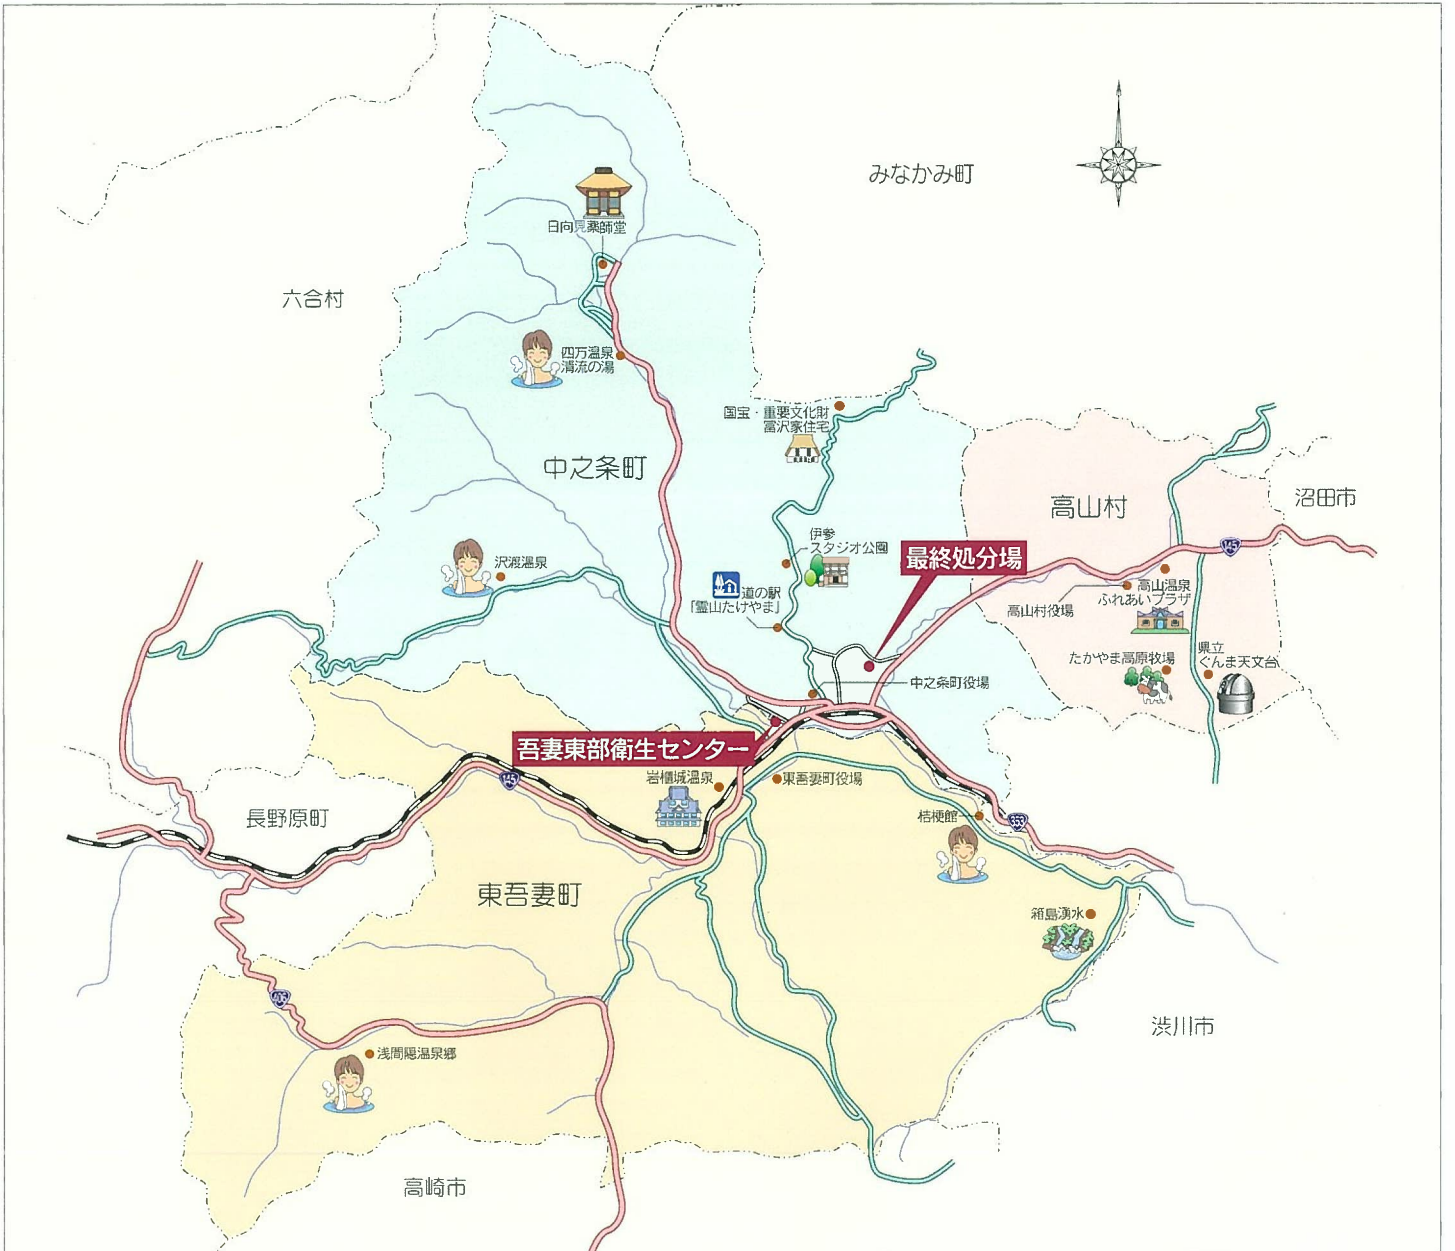 みなかみ町
日向見薬師堂
六合村
四万温泉
清流の湯
国宝・重要文化財
冨沢家住宅
中之条町
高山村
沼田市
伊参
スタジオ公園
最終処分場
145
沢渡温泉
道の駅
「霊山たけやま」
高山温泉
ふれあいプラザ
高山村役場
県立
ぐんま天文台
たかやま高原牧場
中之条町役場
吾妻東部衛生センター
岩櫃城温泉
東吾妻町役場
145
長野原町
桔梗館
353
東吾妻町
箱島湧水
406
渋川市
浅間隠温泉郷
高崎市